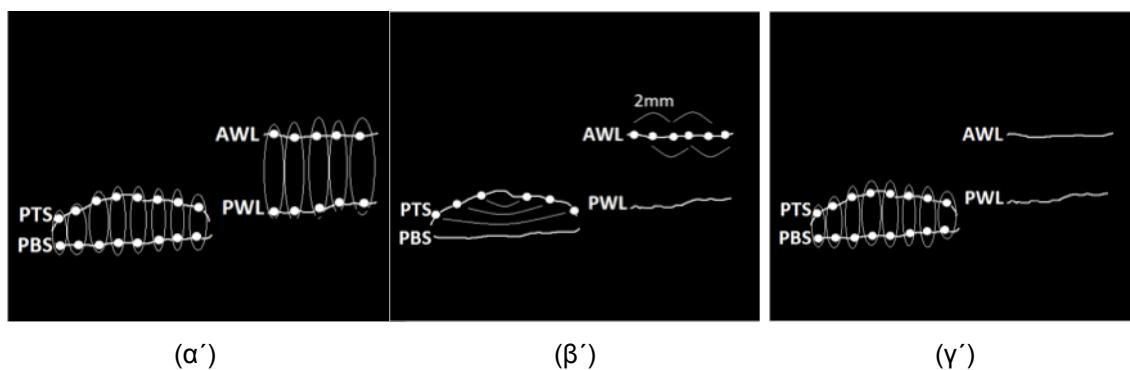 AWL
PWL
PTS
PBS
2mm
AWL
PWL
PTS
PBS
AWL
PWL
PTS
PBS
(α´)
(β´)
(γ´)